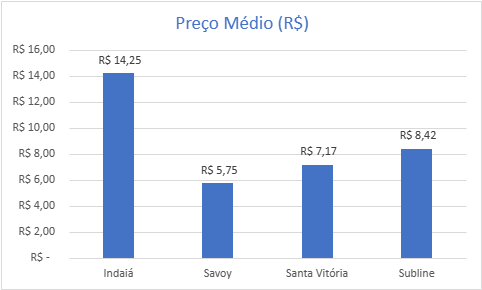 Preço Médio (R$)
R$ 16,00
R$ 14,00
R$ 12,00
R$ 10,00
R$ 8,00
R$ 6,00
R$ 4,00
R$ 2,00
R$ -
R$ 14,25
R$ 5,75
R$ 7,17
R$ 8,42
Indaiá
Savoy
Santa Vitória
Subline